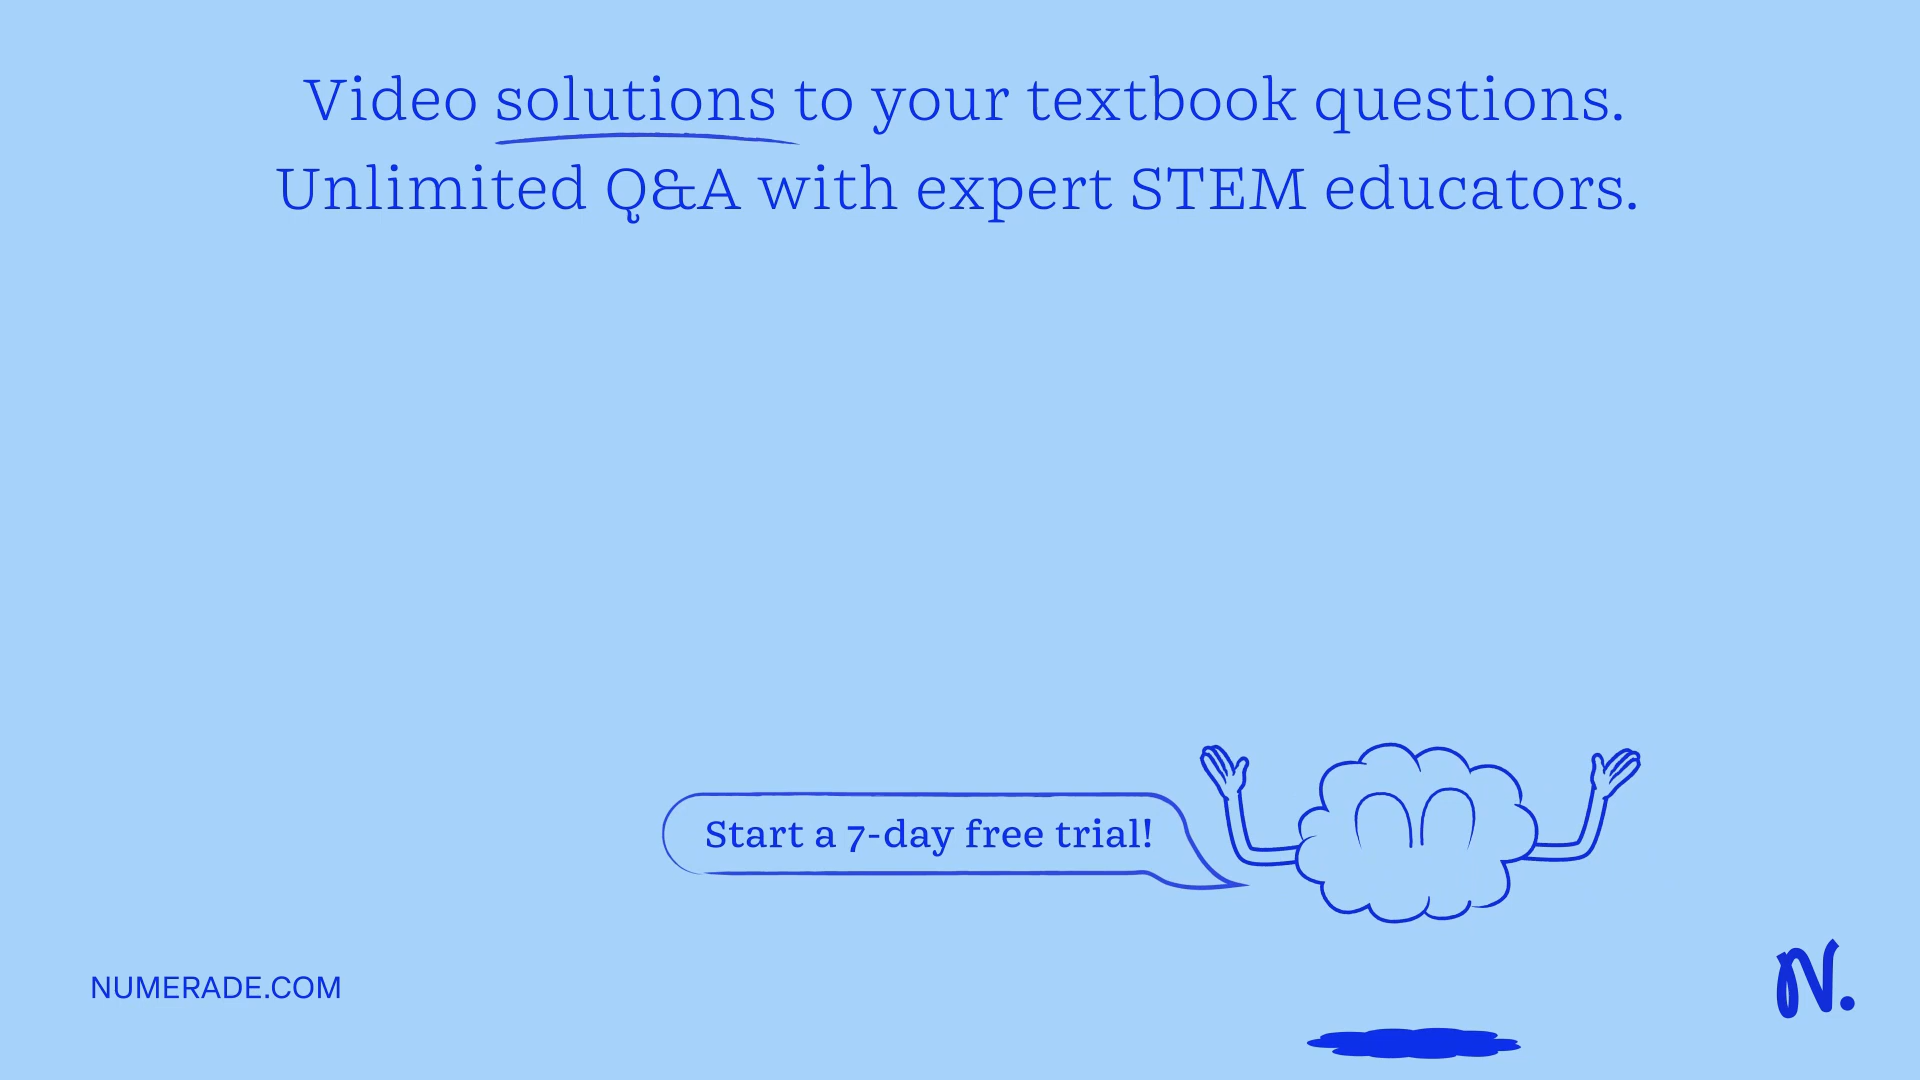 Video solutions to your textbook questions.
Unlimited Q&A with expert STEM educators.
Start a 7-day free trial!
NUMERADE.COM
N.